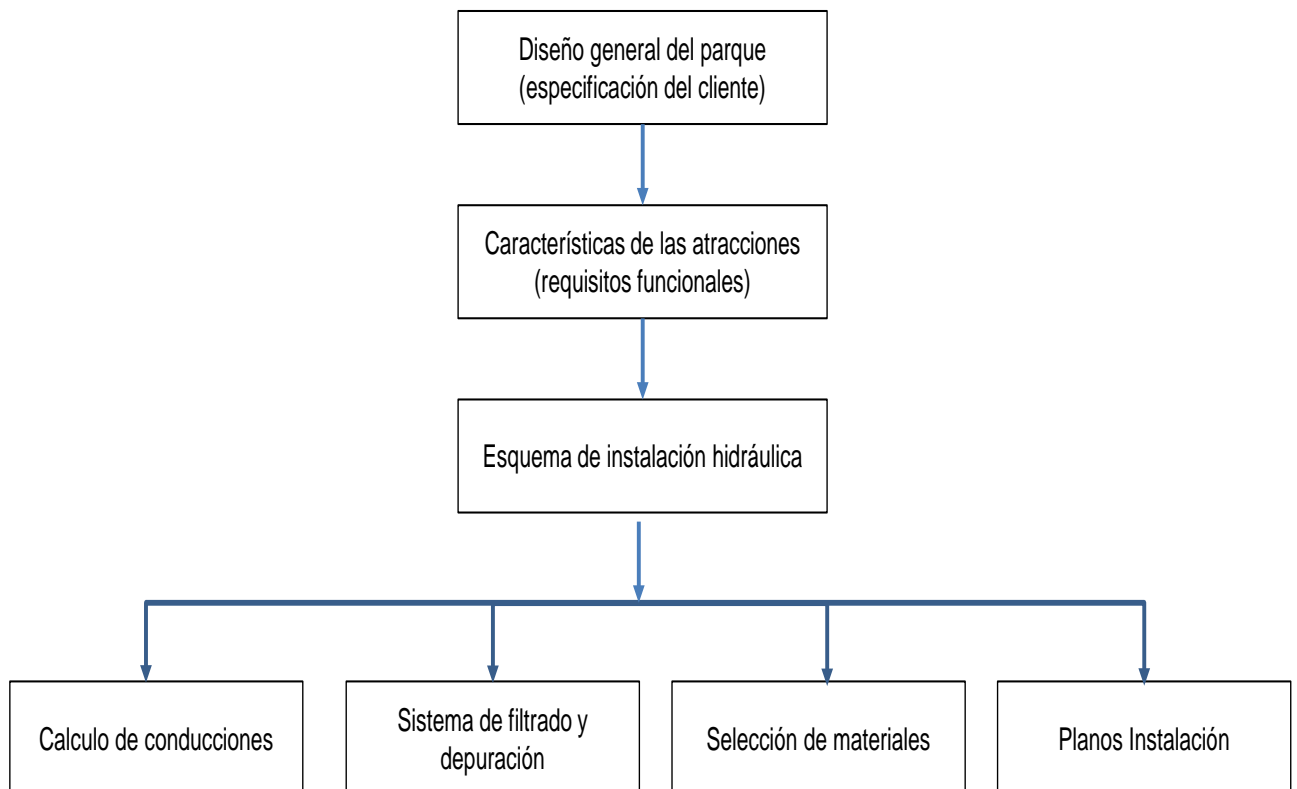 Diseño general del parque
(especificación del cliente)
Características de las atracciones
(requisitos funcionales)
Esquema de instalación hidráulica
Calculo de conducciones
Sistema de filtrado y
depuración
Selección de materiales
Planos Instalación